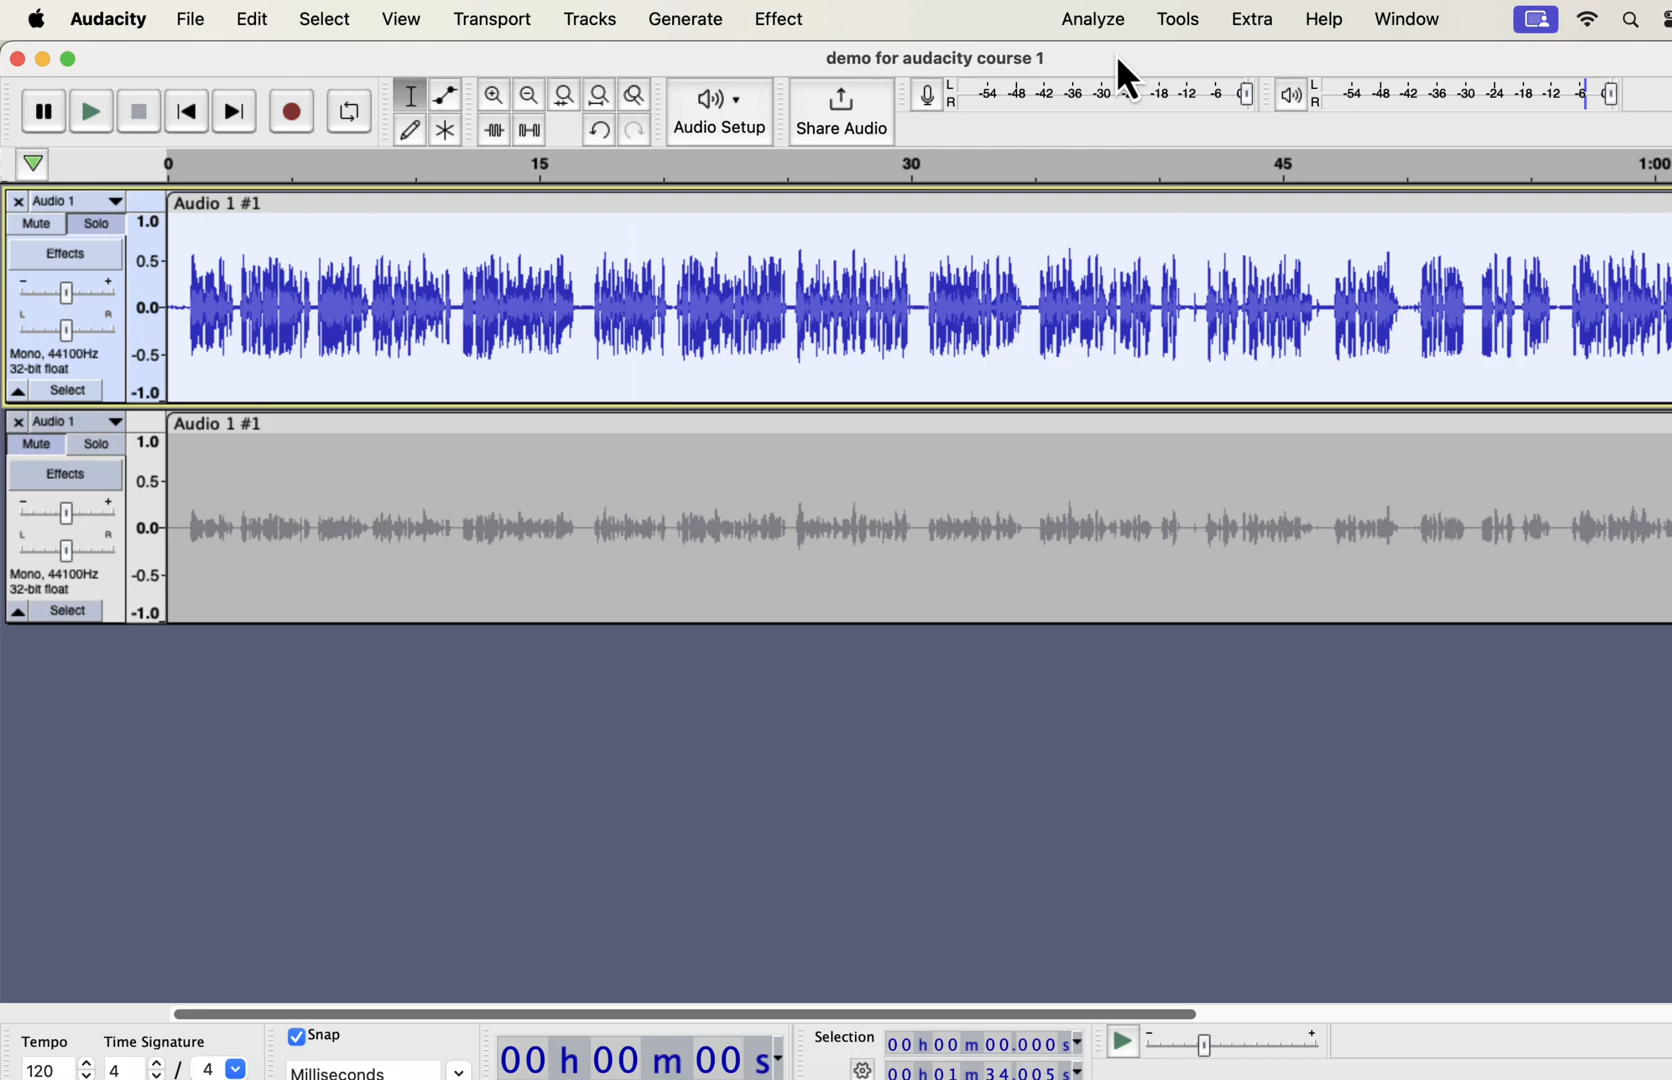 Audacity File Edit Select View Transport Tracks Generate Effect Analyze Tools Extra Help Window
demo for audacity course 1
Audio Setup
Share Audio
L -54 -48 -42 -36 -30 -18 -12 -6
R
L -54 -48 -42 -36 -30 -24 -18 -12 -6
R
0 15 30 45 1:00
Audio 1
Audio 1 #1
Mute Solo
Effects
- +
L R
Mono, 44100Hz
32-bit float
Select
1.0
0.5
0.0
-0.5
-1.0
Audio 1
Audio 1 #1
Mute Solo
Effects
- +
L R
Mono, 44100Hz
32-bit float
Select
1.0
0.5
0.0
-0.5
-1.0
Tempo
120
Time Signature
4 / 4
Snap
Milliseconds
00 h 00 m 00 s
Selection
00 h 00 m 00.000 s
00 h 01 m 34.005 s
- +